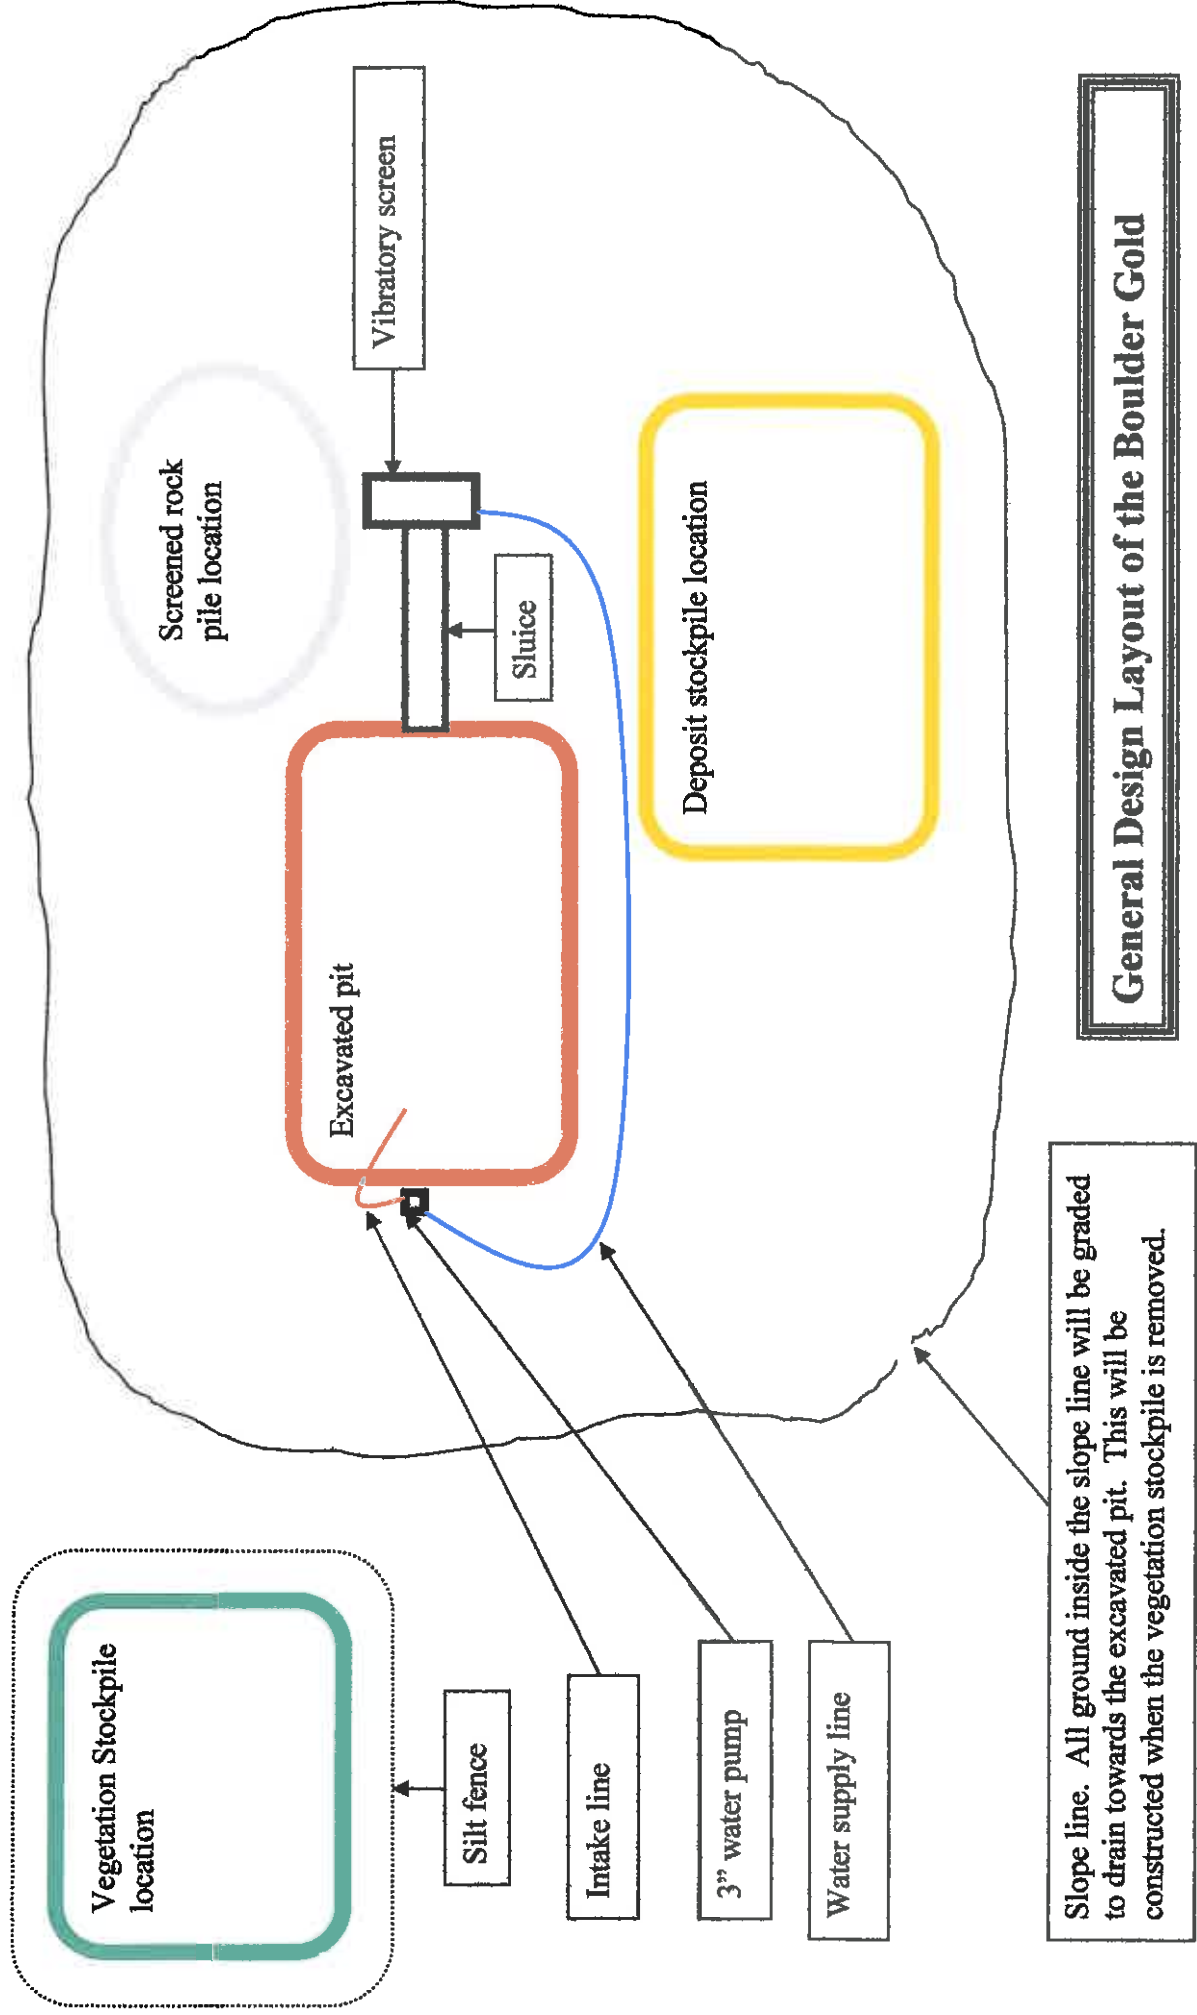 Vegetation Stockpile
location
Silt fence
Intake line
3” water pump
Water supply line
Excavated pit
Screened rock
pile location
Vibratory screen
Sluice
Deposit stockpile location
Slope line. All ground inside the slope line will be graded
to drain towards the excavated pit. This will be
constructed when the vegetation stockpile is removed.
General Design Layout of the Boulder Gold